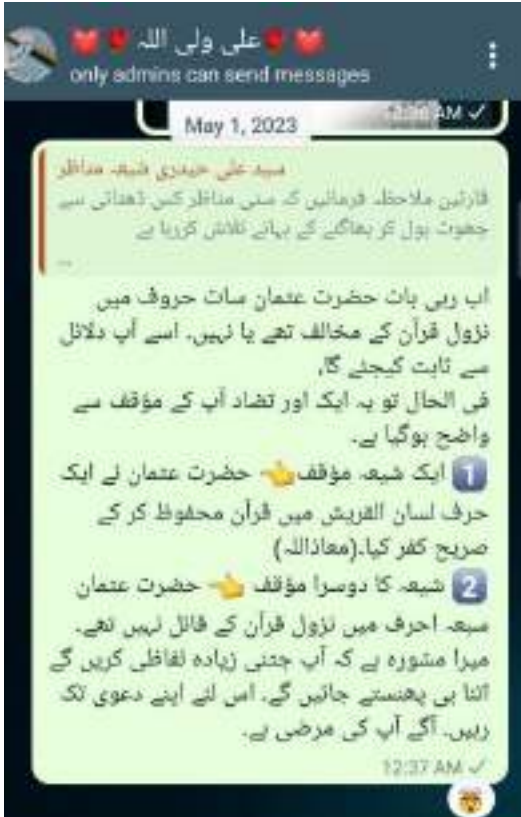 علی ولی اللہ
only admins can send messages
AM
May 1, 2023
سید علی حیدری شیعہ مناظر
قارئین ملاحظہ فرمائیں کہ سنی مناظر کس ڈھٹائی سے
جھوٹ بول کر بھاگنے کے بہانے تلاش کررہا ہے
...
اب رہی بات حضرت عثمان سات حروف میں
نزول قرآن کے مخالف تھے یا نہیں۔ اسے آپ دلائل
سے ثابت کیجئے گا,
فی الحال تو یہ ایک اور تضاد آپ کے مؤقف سے
واضح ہوگیا ہے۔
1️⃣ ایک شیعہ مؤقف👈 حضرت عثمان نے ایک
حرف لسان القریش میں قرآن محفوظ کر کے
صریح کفر کیا۔(معاذاللہ)
2️⃣ شیعہ کا دوسرا مؤقف 👈 حضرت عثمان
سبعہ احرف میں نزول قرآن کے قائل نہیں تھے۔
میرا مشورہ ہے کہ آپ جتنی زیادہ لفاظی کریں گے
اتنا ہی پھنستے جائیں گے۔ اس لئے اپنے دعوی تک
رہیں۔ آگے آپ کی مرضی ہے۔
12:37 AM